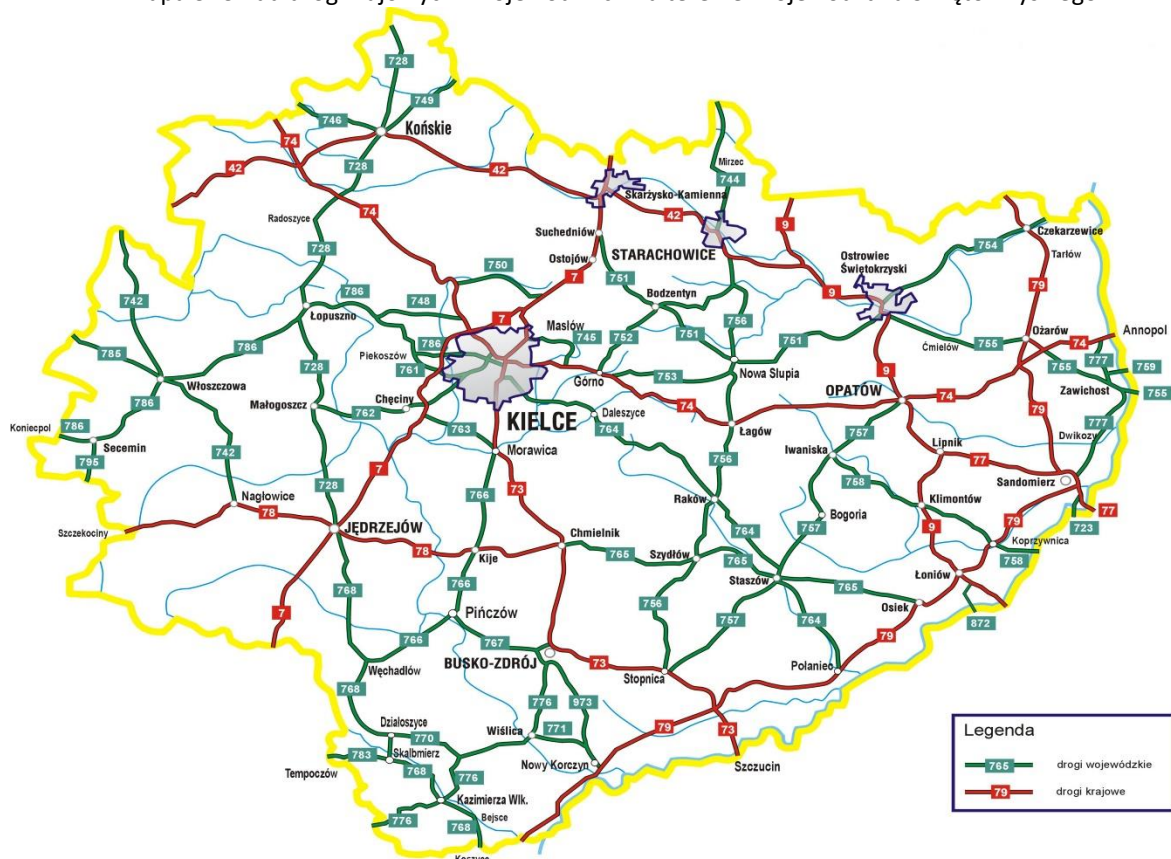 728
749
746
Końskie
74
42
728
42
74
Radoszyce
728
Mirzec
744
Skarżysko-Kamienna
42
9
Suchedniów
STARACHOWICE
Ostojów
750
7
751
Bodzentyn
Ostrowiec
Świętokrzyski
9
754
Czekarzewice
Tarłów
79
742
786
748
Łopuszno
7
Masłów
745
752
751
756
751
Ćmielów
755
Ożarów
74
Annopol
785
786
728
Piekoszów
786
761
Włoszczowa
Górno
753
Nowa Słupia
9
777
755
759
Zawichost
755
786
Małogoszcz
762
Chęciny
KIELCE
Daleszyce
74
OPATÓW
74
79
Koniecpol
786
Secemin
795
763
Morawica
764
Łagów
757
Iwaniska
Lipnik
Dwikozy
777
742
7
766
73
756
758
77
Sandomierz
728
Nagłowice
78
Raków
Bogoria
Klimontów
77
723
Szczekociny
JĘDRZEJÓW
78
Kije
Chmielnik
765
764
757
9
79
Koprzywnica
758
Szydłów
765
Staszów
765
Łoniów
768
7
766
Pińczów
756
757
764
Osiek
872
766
767
BUSKO-ZDRÓJ
73
Stopnica
79
Połaniec
Węchadłów
768
776
973
Działoszyce
770
Wiślica
771
79
73
783
Skalbmierz
Tempoczów
768
776
Nowy Korczyn
Szczucin
Kazimierza Wlk.
776
768
Bejsce
Legenda
765 drogi wojewódzkie
79 drogi krajowe